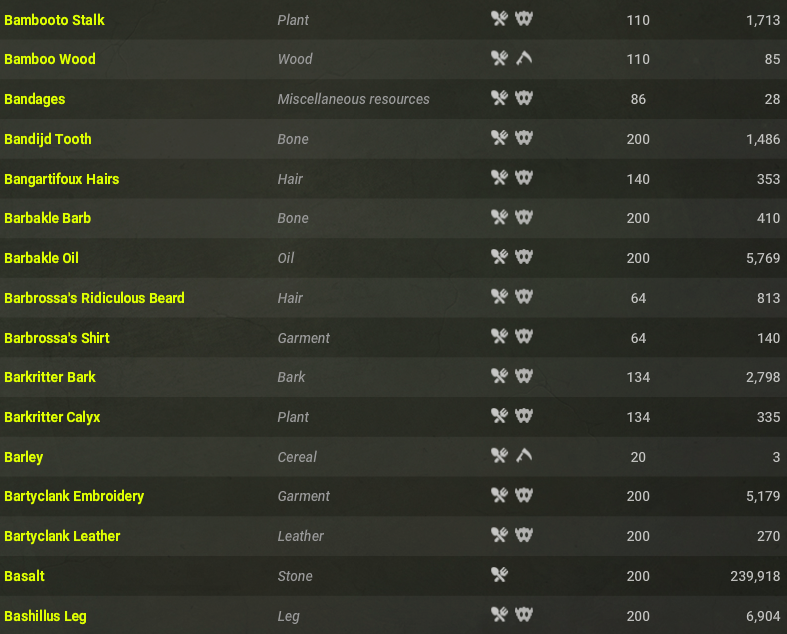 Bambooto Stalk Plant 110 1,713
Bamboo Wood Wood 110 85
Bandages Miscellaneous resources 86 28
Bandijd Tooth Bone 200 1,486
Bangartifoux Hairs Hair 140 353
Barbakle Barb Bone 200 410
Barbakle Oil Oil 200 5,769
Barbrossa's Ridiculous Beard Hair 64 813
Barbrossa's Shirt Garment 64 140
Barkritter Bark Bark 134 2,798
Barkritter Calyx Plant 134 335
Barley Cereal 20 3
Bartyclank Embroidery Garment 200 5,179
Bartyclank Leather Leather 200 270
Basalt Stone 200 239,918
Bashillus Leg Leg 200 6,904